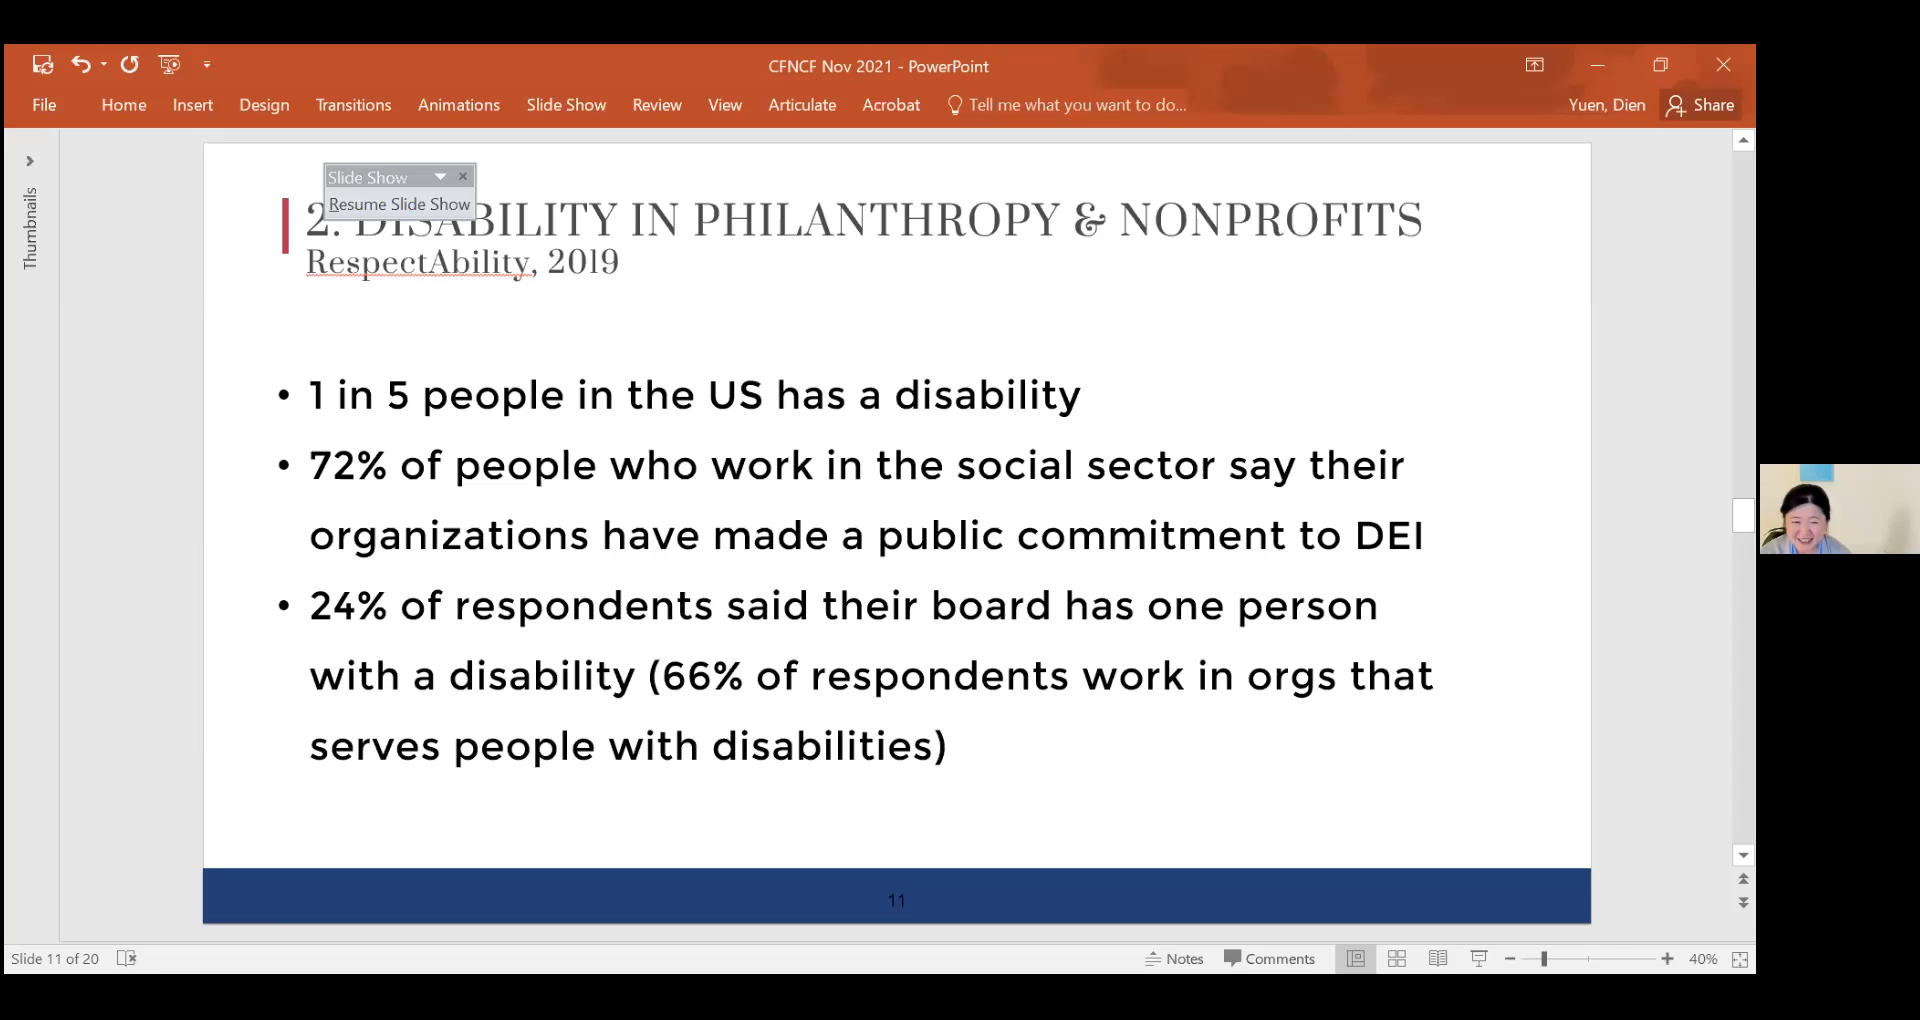 CFNCF Nov 2021 - PowerPoint
File Home Insert Design Transitions Animations Slide Show Review View Articulate Acrobat Tell me what you want to do... Yuen, Dien Share
Thumbnails
Slide Show
Resume Slide Show
2. DISABILITY IN PHILANTHROPY & NONPROFITS
RespectAbility, 2019
• 1 in 5 people in the US has a disability
• 72% of people who work in the social sector say their
organizations have made a public commitment to DEI
• 24% of respondents said their board has one person
with a disability (66% of respondents work in orgs that
serves people with disabilities)
11
Slide 11 of 20 Notes Comments 40%